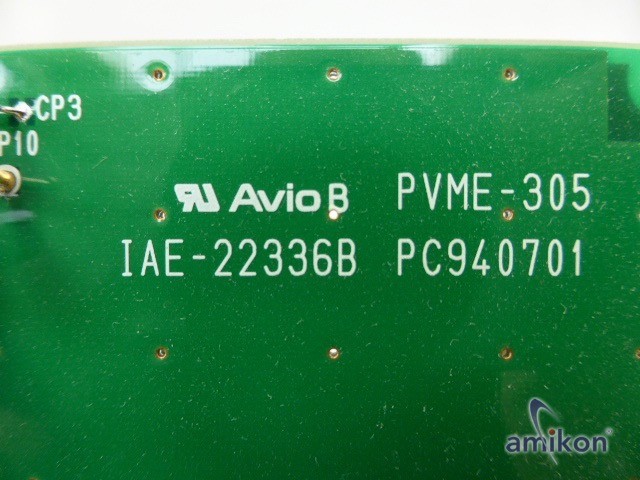 CP3
P10
Avio B PVME-305
IAE-22336B PC940701
amikon